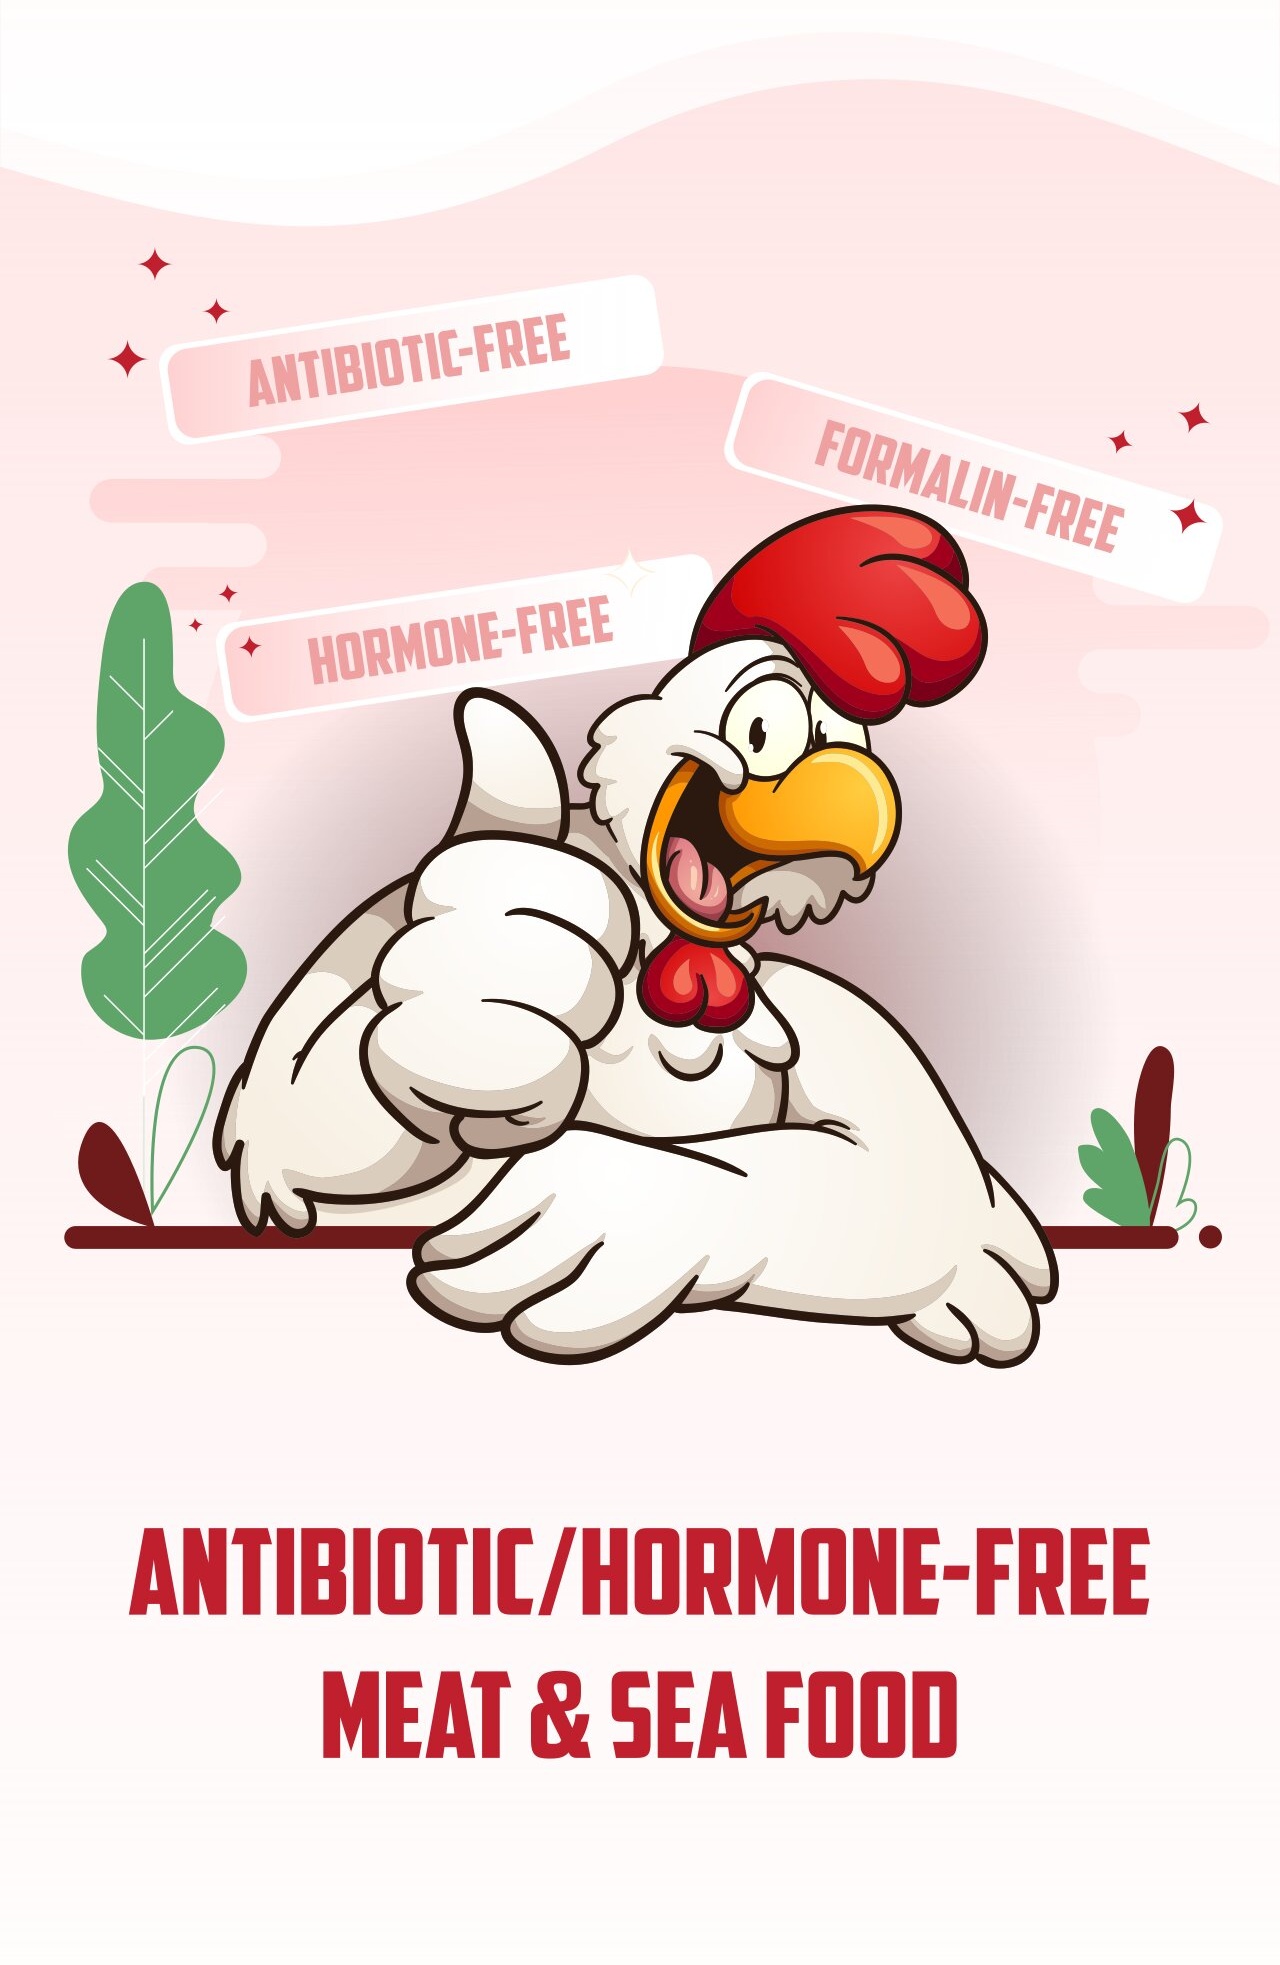 ANTIBIOTIC-FREE
FORMALIN-FREE
HORMONE-FREE
ANTIBIOTIC/HORMONE-FREE
MEAT & SEA FOOD